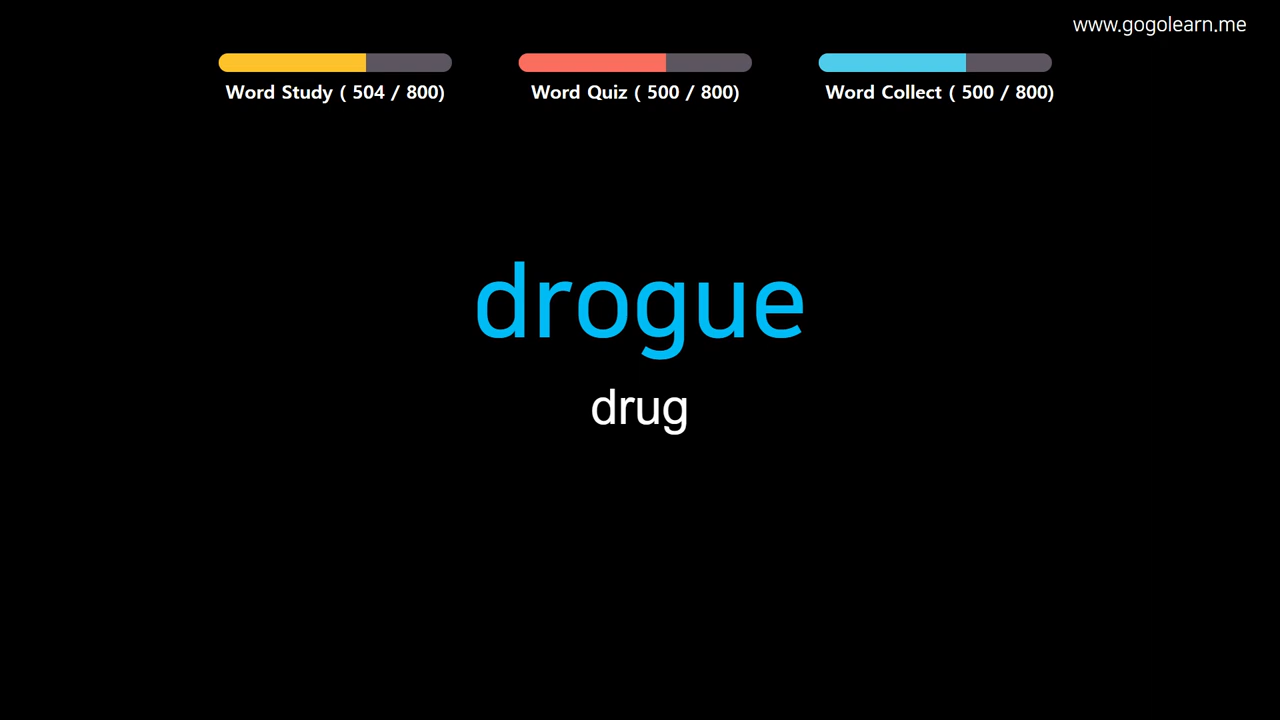 www.gogolearn.me
Word Study ( 504 / 800)
Word Quiz ( 500 / 800)
Word Collect ( 500 / 800)
drogue
drug